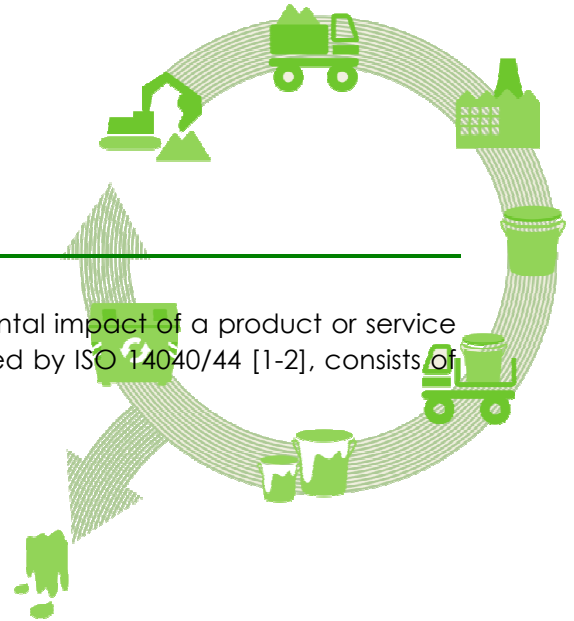 ntal impact of a product or service
ed by ISO 14040/44 [1-2], consists of